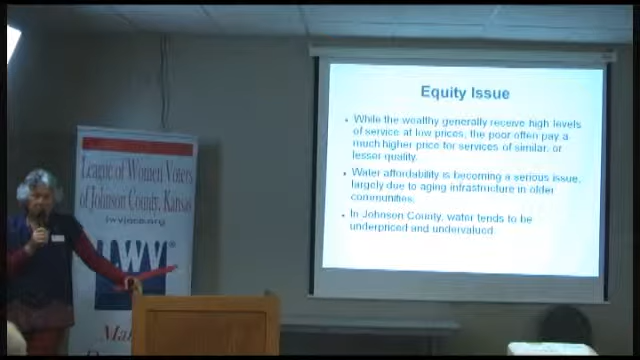 Equity Issue
While the wealthy generally receive high levels
of service at low prices, the poor often pay a
much higher price for services of similar, or
lesser quality.
Water affordability is becoming a serious issue,
largely due to aging infrastructure in older
communities.
In Johnson County, water tends to be
underpriced and undervalued
League of Women Voters
of Johnson County, Kansas
lwvjoco.org
LWV®